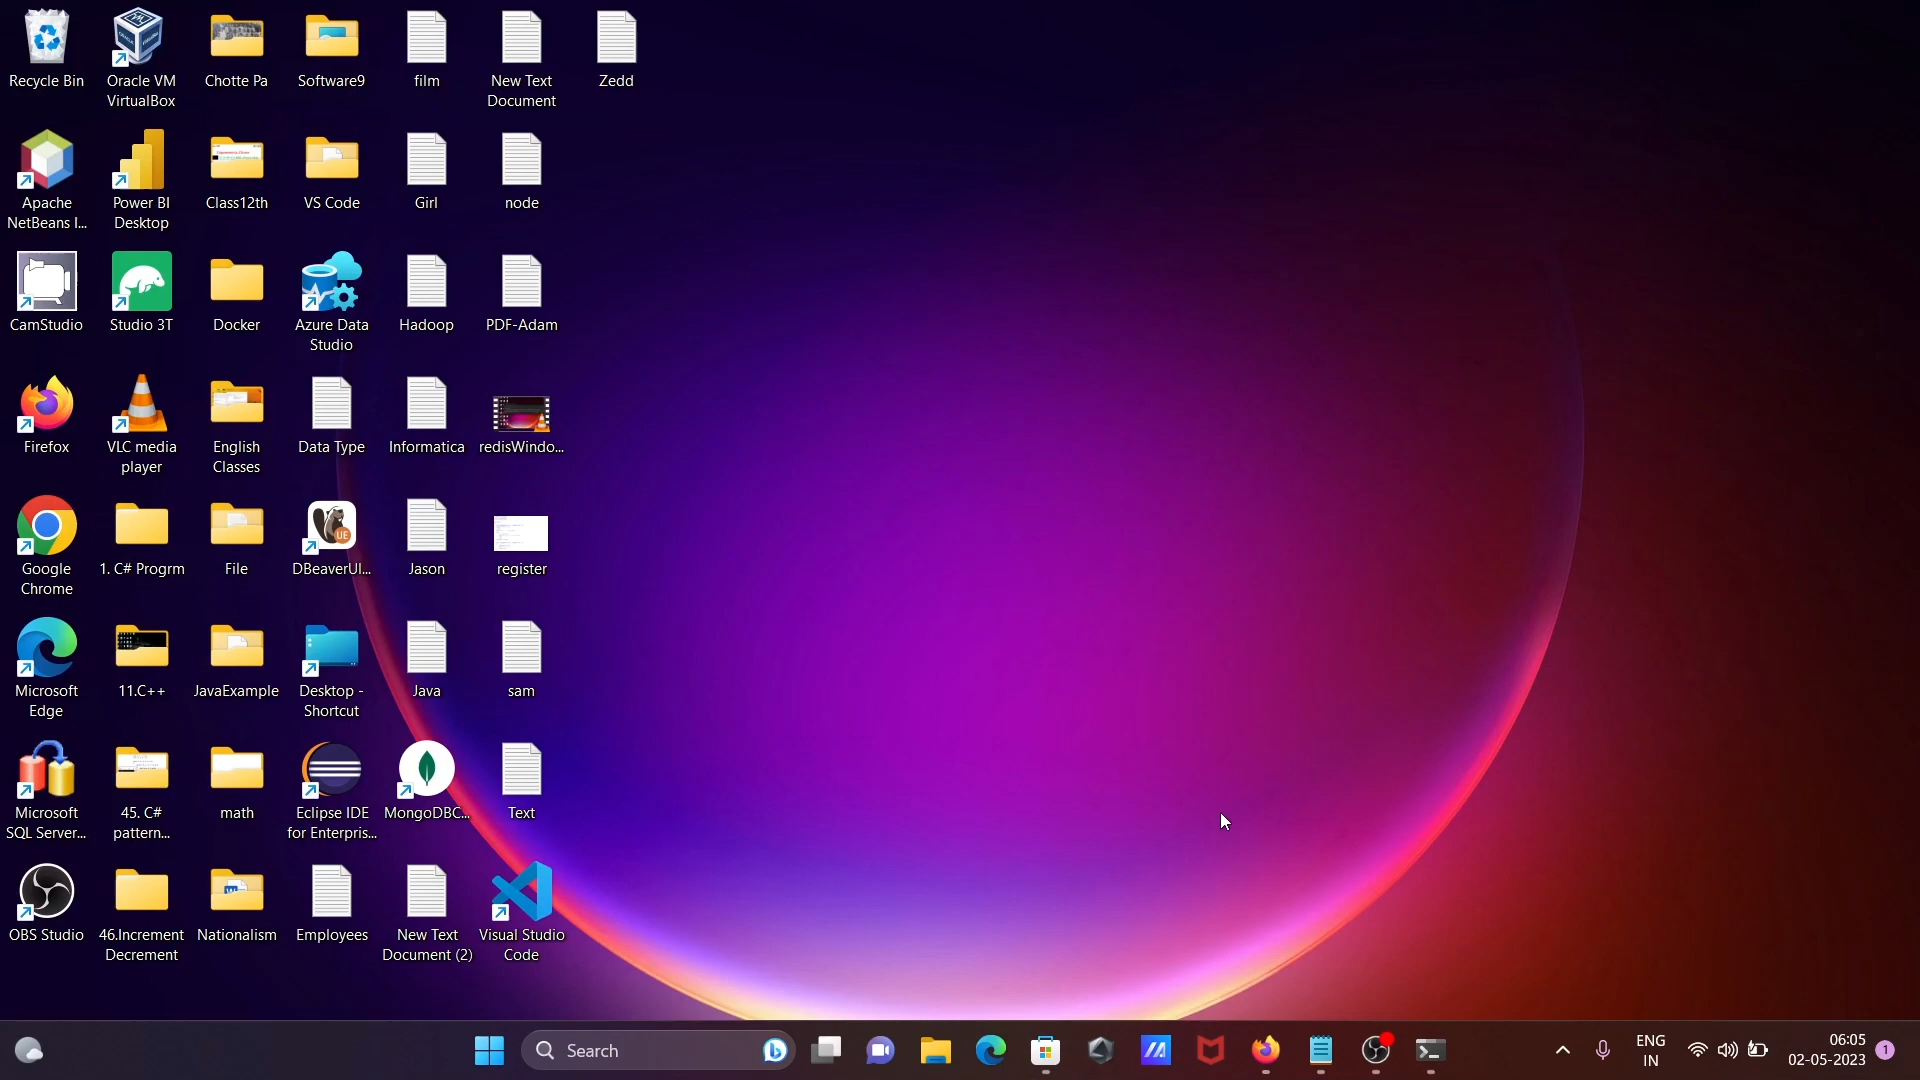 Recycle Bin
Oracle VM
VirtualBox
Chotte Pa
Software9
film
New Text
Document
Zedd
Apache
NetBeans I...
Power BI
Desktop
Class12th
VS Code
Girl
node
CamStudio
Studio 3T
Docker
Azure Data
Studio
Hadoop
PDF-Adam
Firefox
VLC media
player
English
Classes
Data Type
Informatica
redisWindo...
Google
Chrome
1. C# Progrm
File
DBeaverUl...
Jason
register
Microsoft
Edge
11.C++
JavaExample
Desktop -
Shortcut
Java
sam
Microsoft
SQL Server...
45. C#
pattern...
math
Eclipse IDE
for Enterpris...
MongoDBC...
Text
OBS Studio
46.Increment
Decrement
Nationalism
Employees
New Text
Document (2)
Visual Studio
Code
Search
ENG
IN
06:05
02-05-2023
1